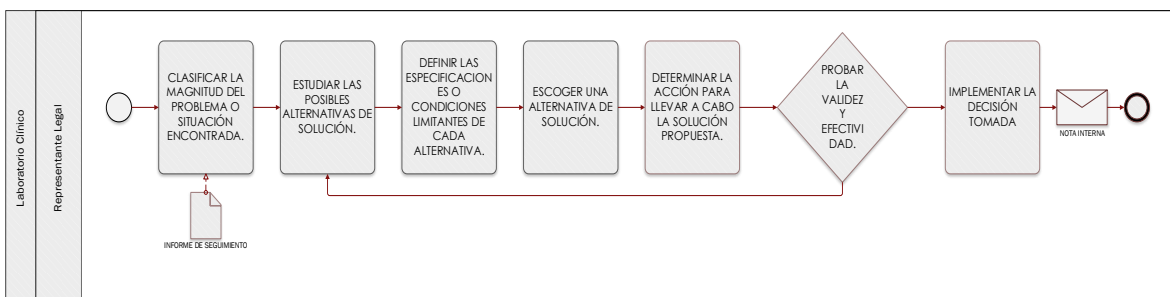 Laboratorio Clínico
Representante Legal
CLASIFICAR LA
MAGNITUD DEL
PROBLEMA O
SITUACIÓN
ENCONTRADA.
INFORME DE SEGUIMIENTO
ESTUDIAR LAS
POSIBLES
ALTERNATIVAS DE
SOLUCIÓN.
DEFINIR LAS
ESPECIFICACION
ES O
CONDICIONES
LIMITANTES DE
CADA
ALTERNATIVA.
ESCOGER UNA
ALTERNATIVA DE
SOLUCIÓN.
DETERMINAR LA
ACCIÓN PARA
LLEVAR A CABO
LA SOLUCIÓN
PROPUESTA.
PROBAR
LA
VALIDEZ
Y
EFECTIVI
DAD.
IMPLEMENTAR LA
DECISIÓN
TOMADA
NOTA INTERNA